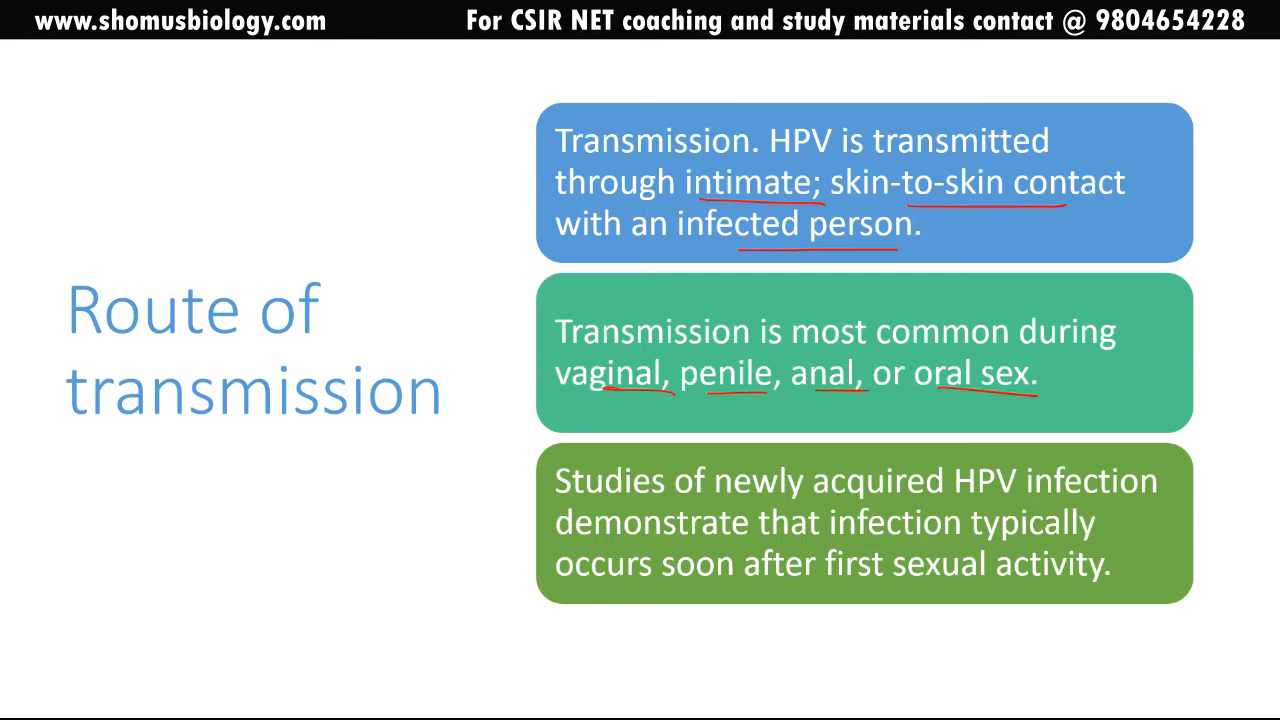 www.shomusbiology.com
For CSIR NET coaching and study materials contact @ 9804654228
Route of
transmission
Transmission. HPV is transmitted
through intimate; skin-to-skin contact
with an infected person.
Transmission is most common during
vaginal, penile, anal, or oral sex.
Studies of newly acquired HPV infection
demonstrate that infection typically
occurs soon after first sexual activity.